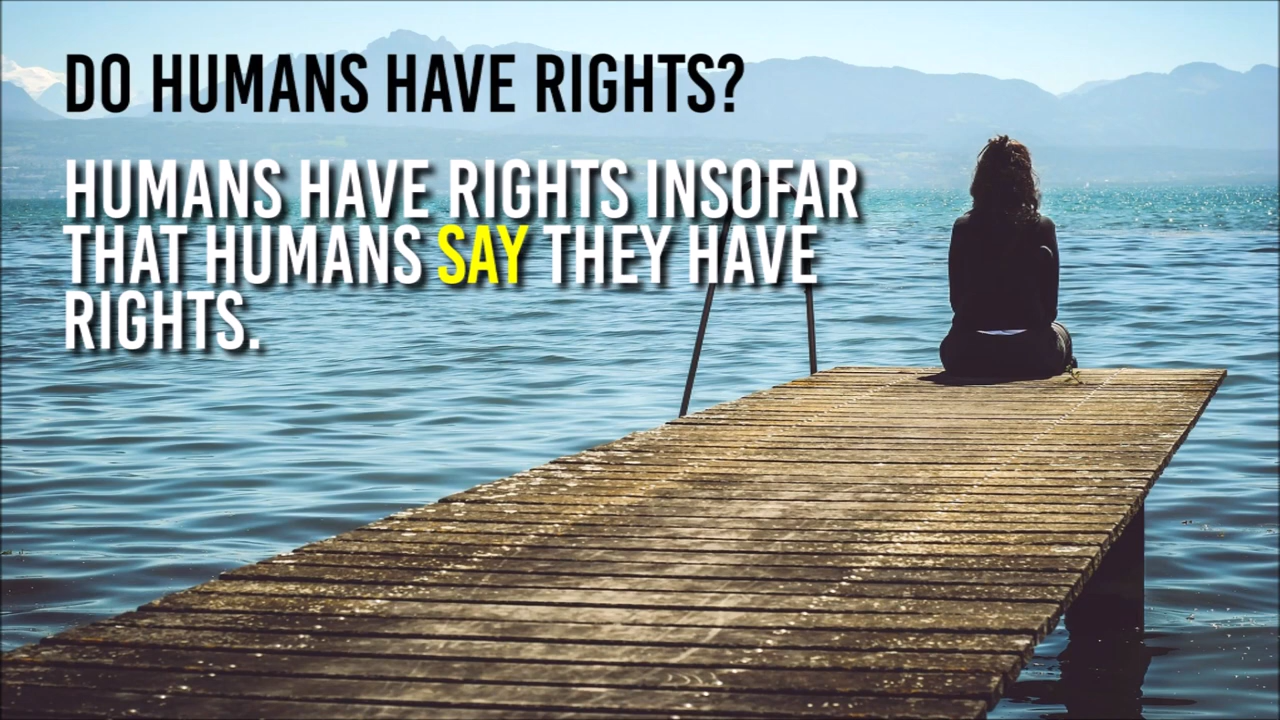 DO HUMANS HAVE RIGHTS?
HUMANS HAVE RIGHTS INSOFAR
THAT HUMANS SAY THEY HAVE
RIGHTS.